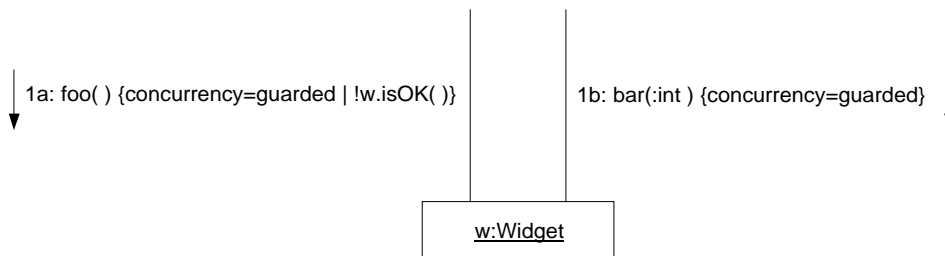 1a: foo( ) {concurrency=guarded | !w.isOK( )}
1b: bar(:int ) {concurrency=guarded}
w:Widget